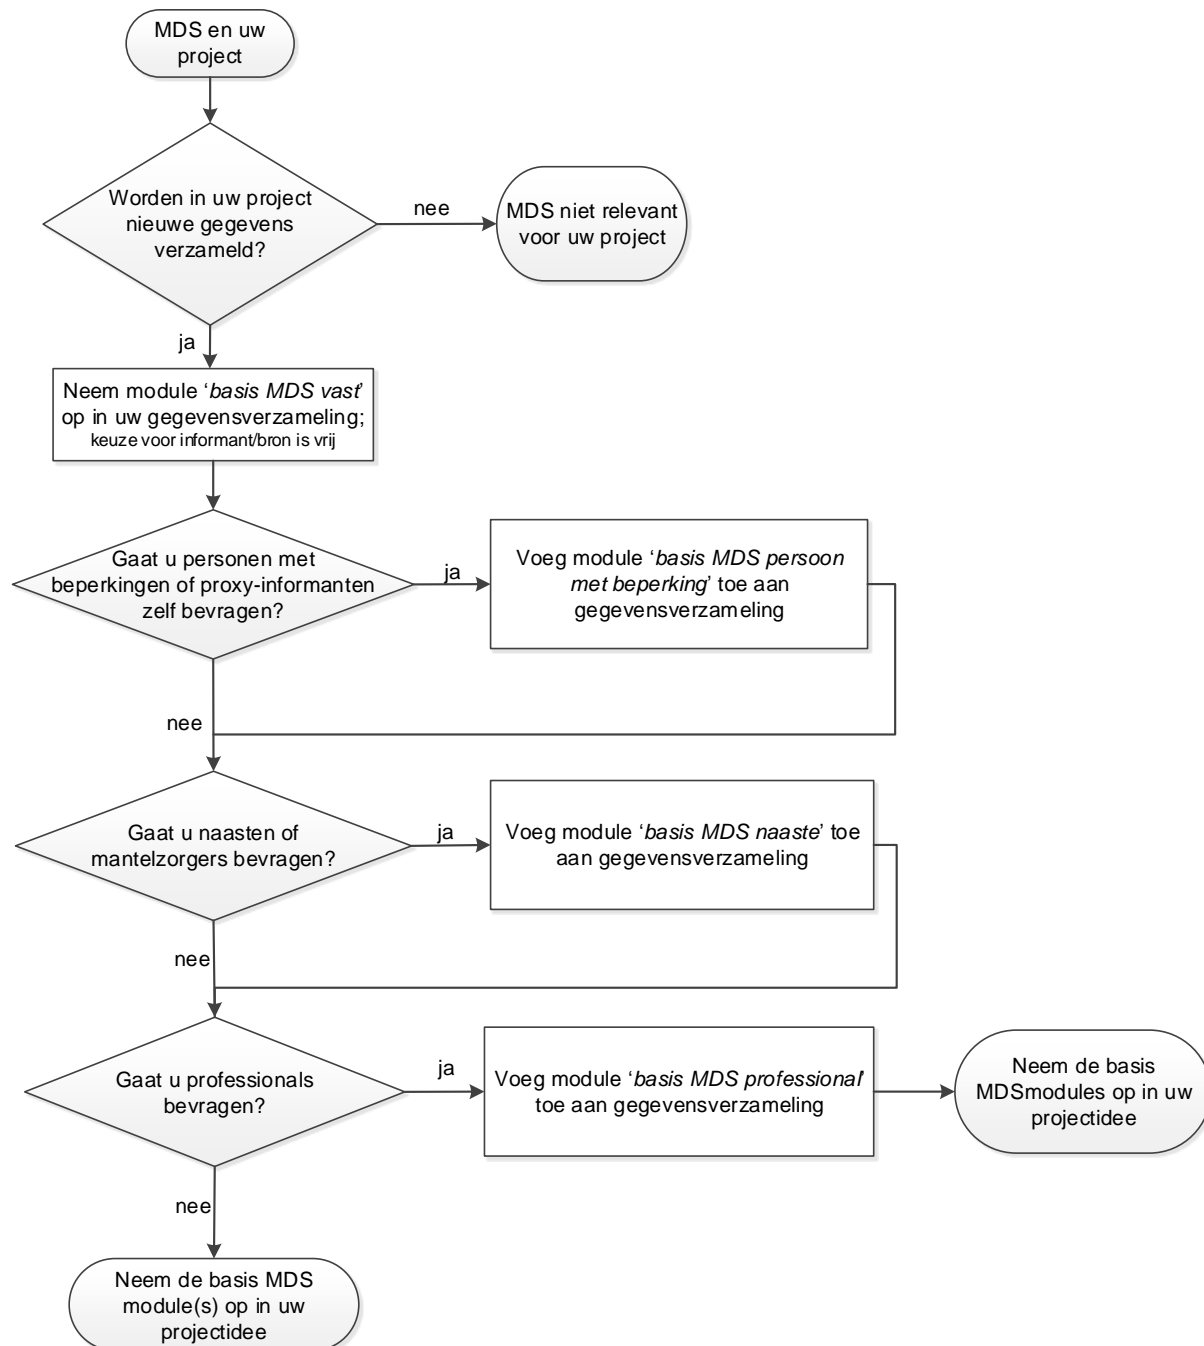 MDS en uw
project
Worden in uw project
nieuwe gegevens
verzameld?
nee
MDS niet relevant
voor uw project
ja
Neem module ‘basis MDS vast’
op in uw gegevensverzameling;
keuze voor informant/bron is vrij
Gaat u personen met
beperkingen of proxy-informanten
zelf bevragen?
ja
Voeg module ‘basis MDS persoon
met beperking’ toe aan
gegevensverzameling
nee
Gaat u naasten of
mantelzorgers bevragen?
ja
Voeg module ‘basis MDS naaste’ toe
aan gegevensverzameling
nee
Gaat u professionals
bevragen?
ja
Voeg module ‘basis MDS professional’
toe aan gegevensverzameling
Neem de basis
MDSmodules op in uw
projectidee
nee
Neem de basis MDS
module(s) op in uw
projectidee